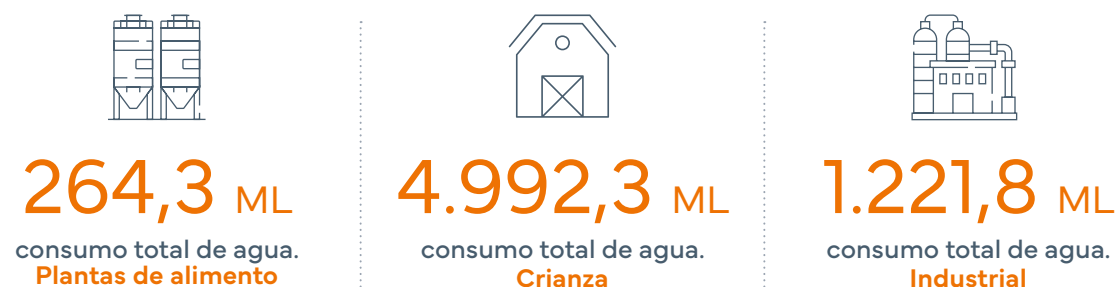 264,3 ML
consumo total de agua.
Plantas de alimento
4.992,3 ML
consumo total de agua.
Crianza
1.221,8 ML
consumo total de agua.
Industrial